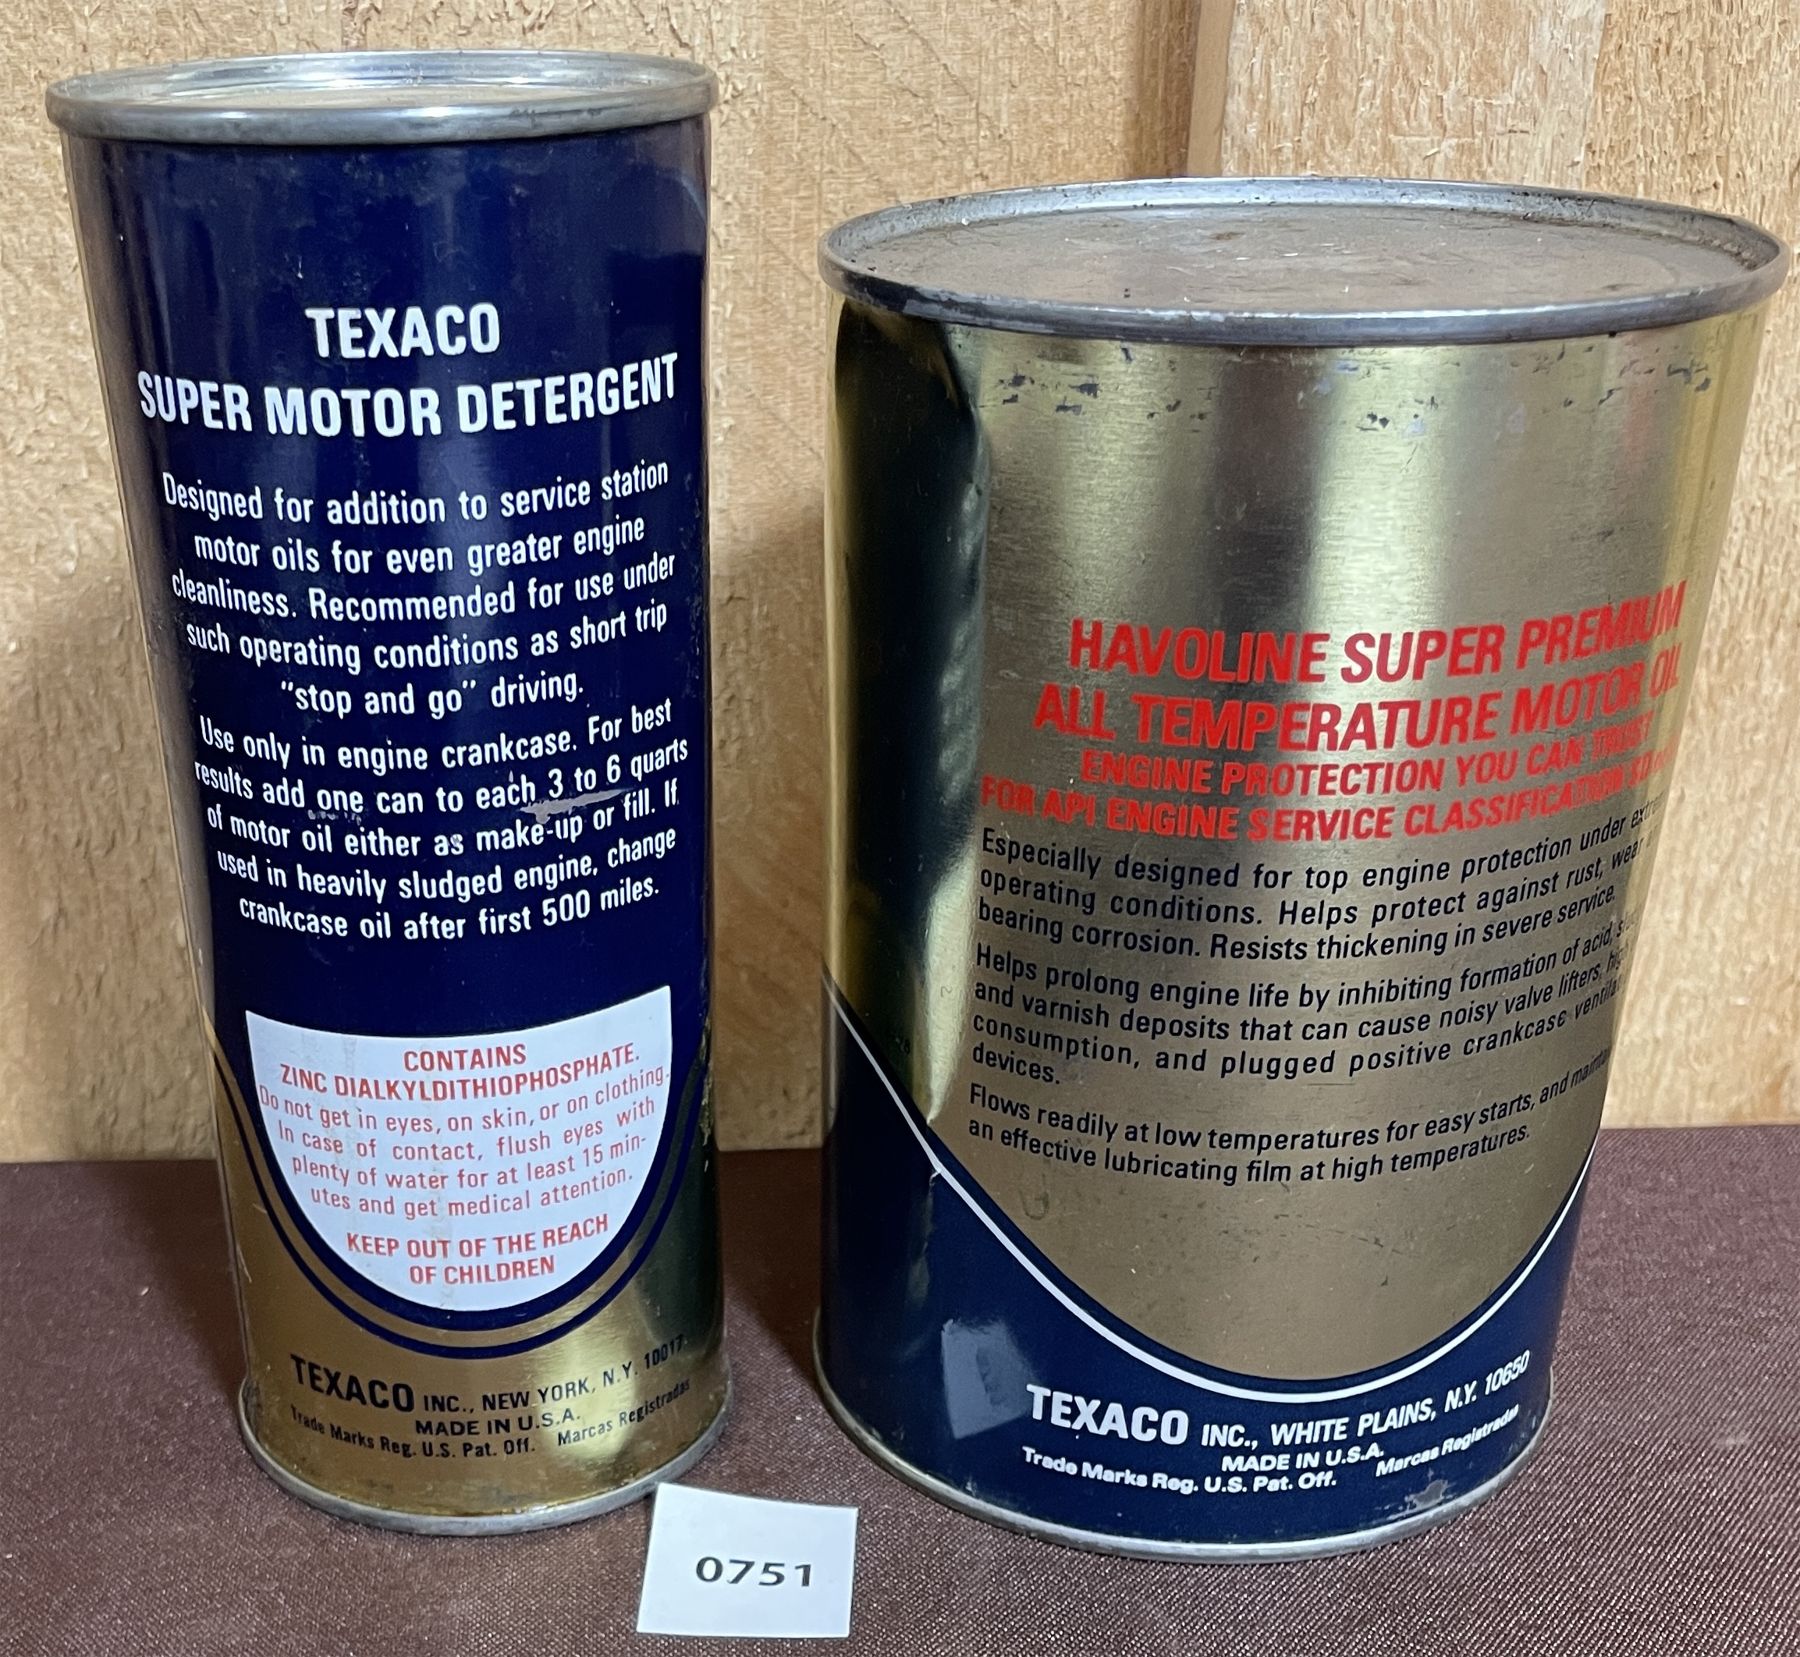 TEXACO
SUPER MOTOR DETERGENT
Designed for addition to service station
motor oils for even greater engine
cleanliness. Recommended for use under
such operating conditions as short trip
"stop and go" driving.
Use only in engine crankcase. For best
results add one can to each 3 to 6 quarts
of motor oil either as make-up or fill. If
used in heavily sludged engine, change
crankcase oil after first 500 miles.
CONTAINS
ZINC DIALKYLDITHIOPHOSPHATE.
Do not get in eyes, on skin, or on clothing.
In case of contact, flush eyes with
plenty of water for at least 15 min-
utes and get medical attention.
KEEP OUT OF THE REACH
OF CHILDREN
TEXACO INC., NEW YORK, N.Y. 10017
MADE IN U.S.A.
Trade Marks Reg. U.S. Pat. Off. Marcas Registradas
HAVOLINE SUPER PREMIUM
ALL TEMPERATURE MOTOR OIL
ENGINE PROTECTION YOU CAN TRUST
FOR API ENGINE SERVICE CLASSIFICATION
Especially designed for top engine protection under
operating conditions. Helps protect against rust, wear
bearing corrosion. Resists thickening in severe service.
Helps prolong engine life by inhibiting formation of acid,
and varnish deposits that can cause noisy valve lifters,
consumption, and plugged positive crankcase
devices.
Flows readily at low temperatures for easy starts, and
an effective lubricating film at high temperatures.
TEXACO INC., WHITE PLAINS, N.Y. 10650
MADE IN U.S.A.
Trade Marks Reg. U.S. Pat. Off. Marcas Registradas
0751